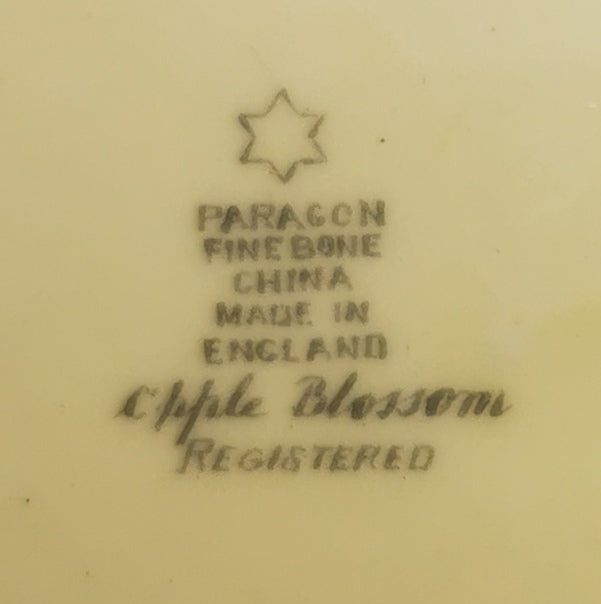 PARAGON
FINE BONE
CHINA
MADE IN
ENGLAND
Apple Blossom
REGISTERED